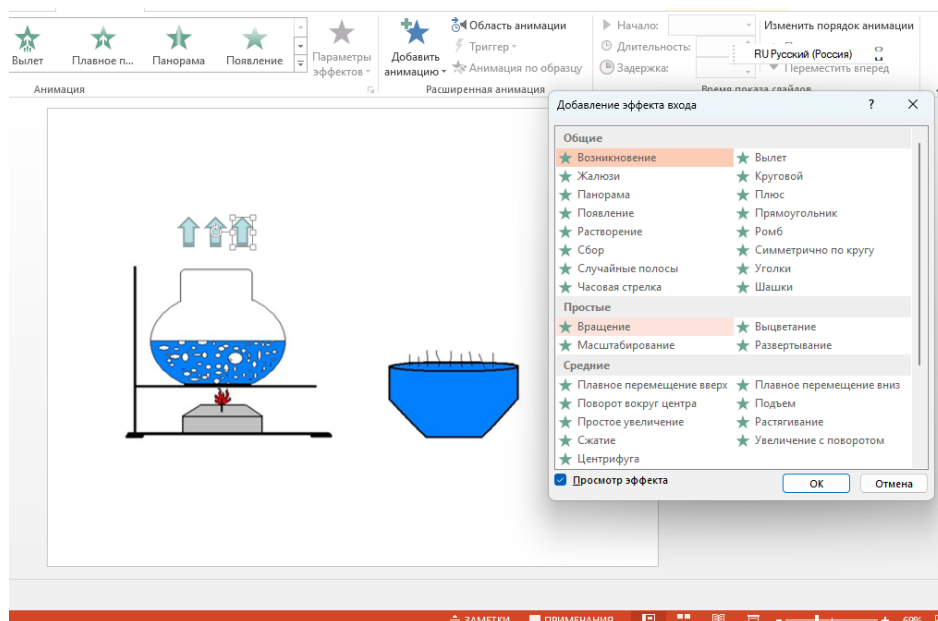 Вылет
Плавное п...
Панорама
Появление
Параметры
эффектов
Добавить
анимацию
Область анимации
Триггер
Анимация по образцу
Начало:
Длительность:
Задержка:
Изменить порядок анимации
RU Русский (Россия)
Переместить вперед
Анимация
Расширенная анимация
Время показа слайдов
Добавление эффекта входа
?
Общие
Возникновение
Вылет
Жалюзи
Круговой
Панорама
Плюс
Появление
Прямоугольник
Растворение
Ромб
Сбор
Симметрично по кругу
Случайные полосы
Уголки
Часовая стрелка
Шашки
Простые
Вращение
Выцветание
Масштабирование
Развертывание
Средние
Плавное перемещение вверх
Плавное перемещение вниз
Поворот вокруг центра
Подъем
Простое увеличение
Растягивание
Сжатие
Увеличение с поворотом
Центрифуга
Просмотр эффекта
ОК
Отмена
ЗАМЕТКИ
ПРИМЕЧАНИЯ
69%